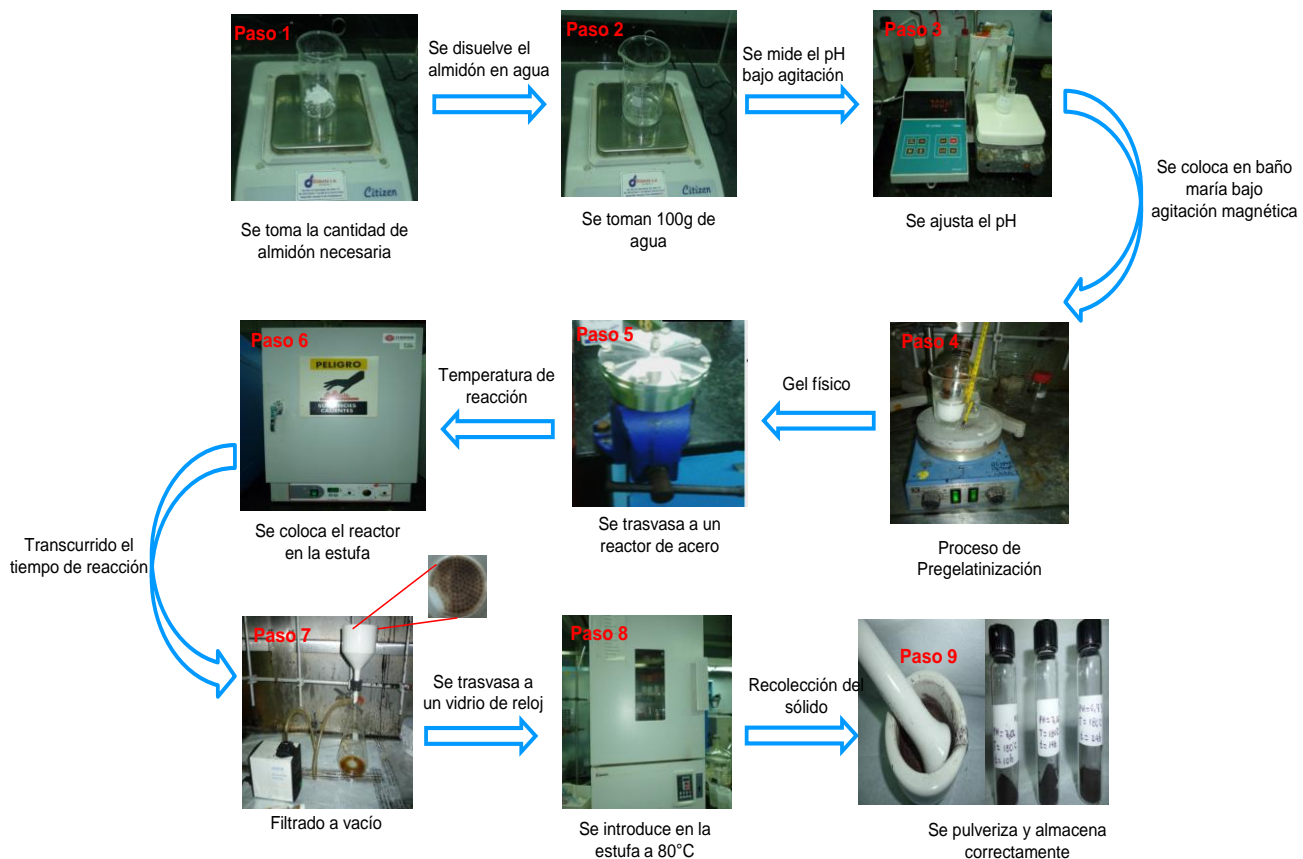 Paso 1
Se disuelve el
almidón en agua
Paso 2
Se mide el pH
bajo agitación
Paso 3
Citizen
Citizen
Se toma la cantidad de
almidón necesaria
Se toman 100g de
agua
Se ajusta el pH
Se coloca en baño
maría bajo
agitación magnética
Paso 6
PELIGRO
CALIENTES
Temperatura de
reacción
Paso 5
Gel físico
Paso 4
Se coloca el reactor
en la estufa
Se trasvasa a un
reactor de acero
Proceso de
Pregelatinización
Transcurrido el
tiempo de reacción
Paso 7
Se trasvasa a
un vidrio de reloj
Paso 8
Recolección del
sólido
Paso 9
Filtrado a vacío
Se introduce en la
estufa a 80°C
Se pulveriza y almacena
correctamente